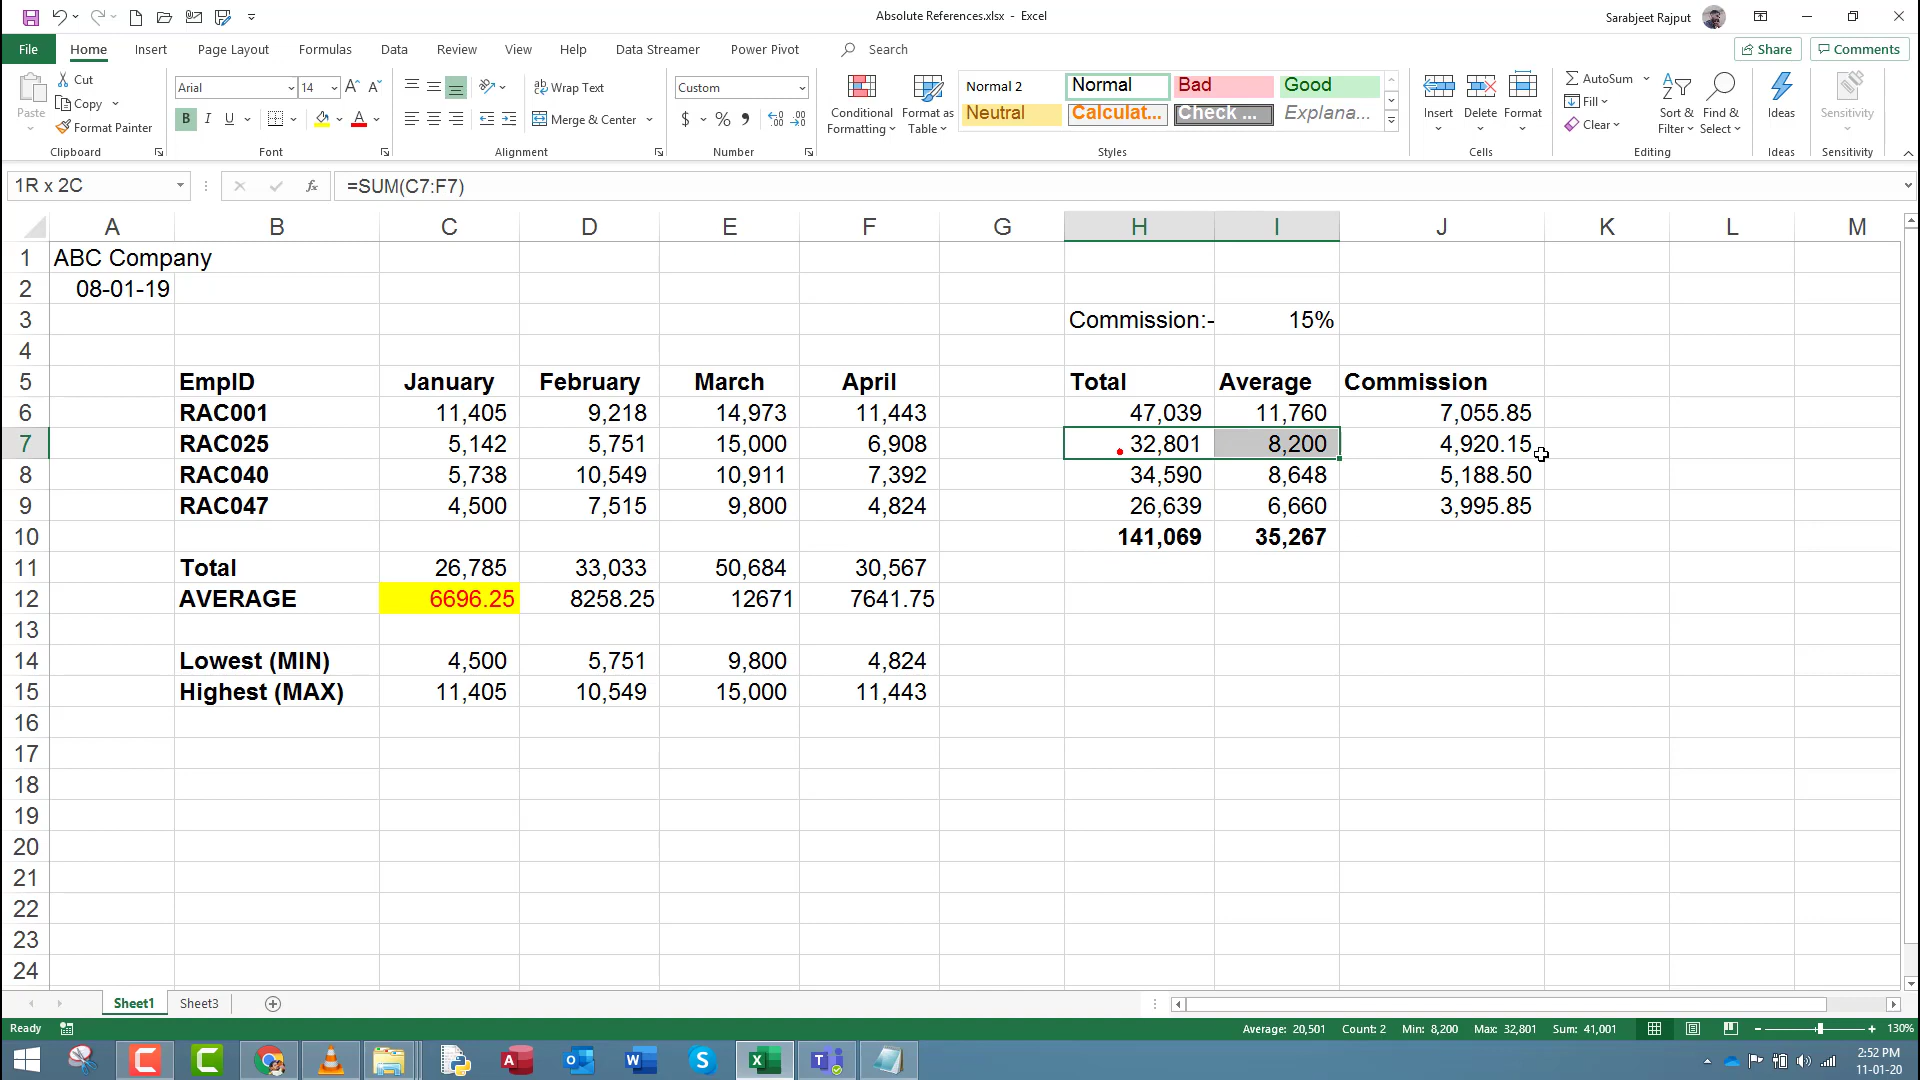 Absolute References.xlsx - Excel
Sarabjeet Rajput
File Home Insert Page Layout Formulas Data Review View Help Data Streamer Power Pivot Search Share Comments
Paste Cut Copy Format Painter
Arial 14
B I U
Wrap Text
Merge & Center
Custom
$ % ,
Conditional Formatting
Format as Table
Normal 2 Normal Bad Good
Neutral Calculat... Check ... Explana...
Insert Delete Format
AutoSum
Fill
Clear
Sort & Filter
Find & Select
Ideas
Sensitivity
Clipboard Font Alignment Number Styles Cells Editing Ideas Sensitivity
1R x 2C fx =SUM(C7:F7)
A B C D E F G H I J K L M
1 ABC Company
2 08-01-19
3 Commission:- 15%
4
5 EmpID January February March April Total Average Commission
6 RAC001 11,405 9,218 14,973 11,443 47,039 11,760 7,055.85
7 RAC025 5,142 5,751 15,000 6,908 32,801 8,200 4,920.15
8 RAC040 5,738 10,549 10,911 7,392 34,590 8,648 5,188.50
9 RAC047 4,500 7,515 9,800 4,824 26,639 6,660 3,995.85
10 141,069 35,267
11 Total 26,785 33,033 50,684 30,567
12 AVERAGE 6696.25 8258.25 12671 7641.75
13
14 Lowest (MIN) 4,500 5,751 9,800 4,824
15 Highest (MAX) 11,405 10,549 15,000 11,443
16
17
18
19
20
21
22
23
24
Sheet1 Sheet3
Ready Average: 20,501 Count: 2 Min: 8,200 Max: 32,801 Sum: 41,001 130%
2:52 PM
11-01-20